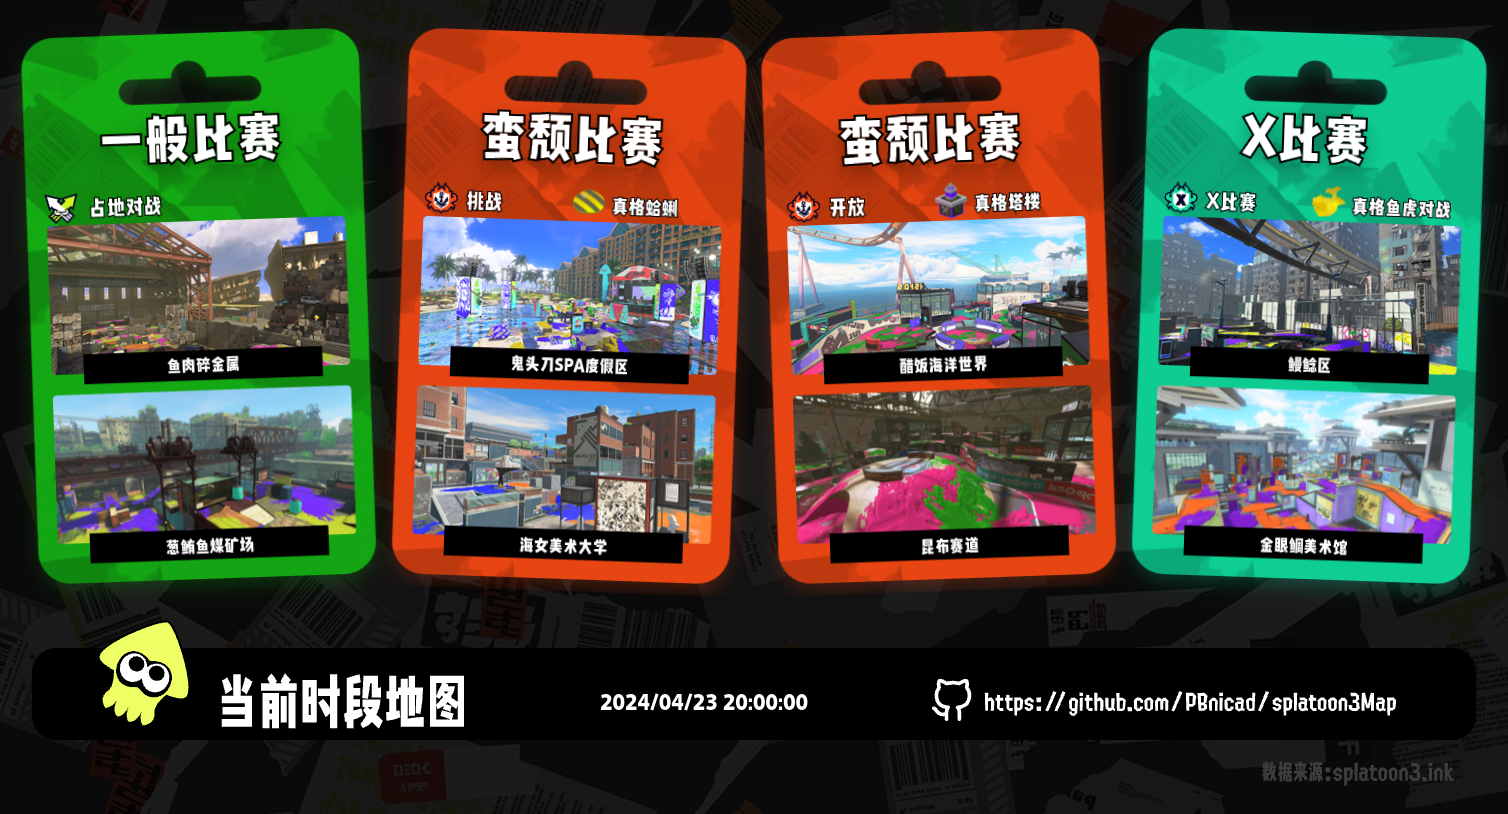 一般比赛
占地对战
鱼肉碎金属
葱鲔鱼煤矿场
蛮颓比赛
挑战
真格蛤蜊
鬼头刀SPA度假区
海女美术大学
蛮颓比赛
开放
真格塔楼
醋饭海洋世界
昆布赛道
X比赛
X比赛
真格鱼虎对战
鳗鲶区
金眼鲷美术馆
当前时段地图
2024/04/23 20:00:00
https://github.com/PBnicad/splatoon3Map
数据来源:splatoon3.ink